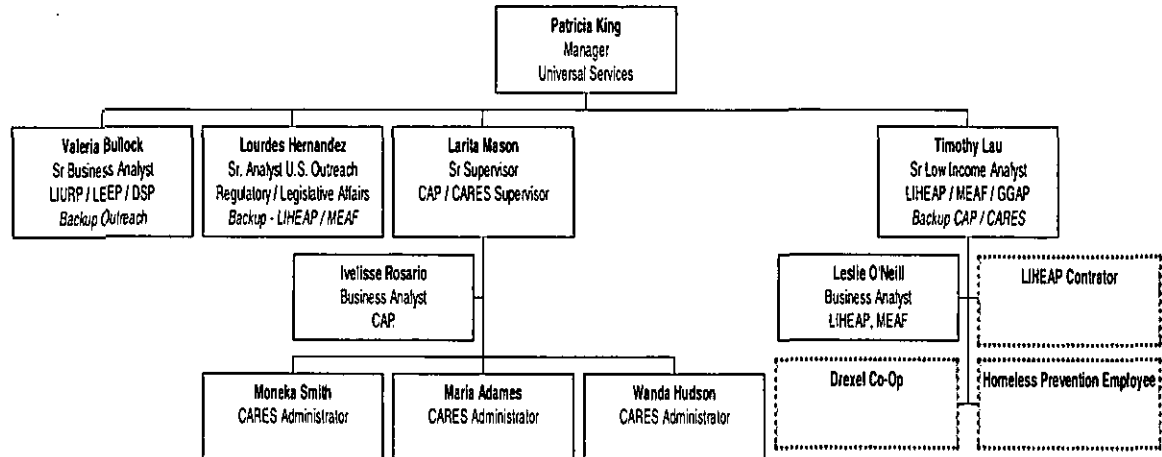 Patricia King
Manager
Universal Services
Valeria Bullock
Sr Business Analyst
LIURP / LEEP / DSP
Backup Outreach
Lourdes Hernandez
Sr. Analyst U.S. Outreach
Regulatory / Legislative Affairs
Backup - LIHEAP / MEAF
Larita Mason
Sr Supervisor
CAP / CARES Supervisor
Timothy Lau
Sr Low Income Analyst
LIHEAP / MEAF / GGAP
Backup CAP / CARES
Ivelisse Rosario
Business Analyst
CAP.
Leslie O'Neill
Business Analyst
LIHEAP, MEAF
LIHEAP Contrator
Moneka Smith
CARES Administrator
Maria Adames
CARES Administrator
Wanda Hudson
CARES Administrator
Drexel Co-Op
Homeless Prevention Employee